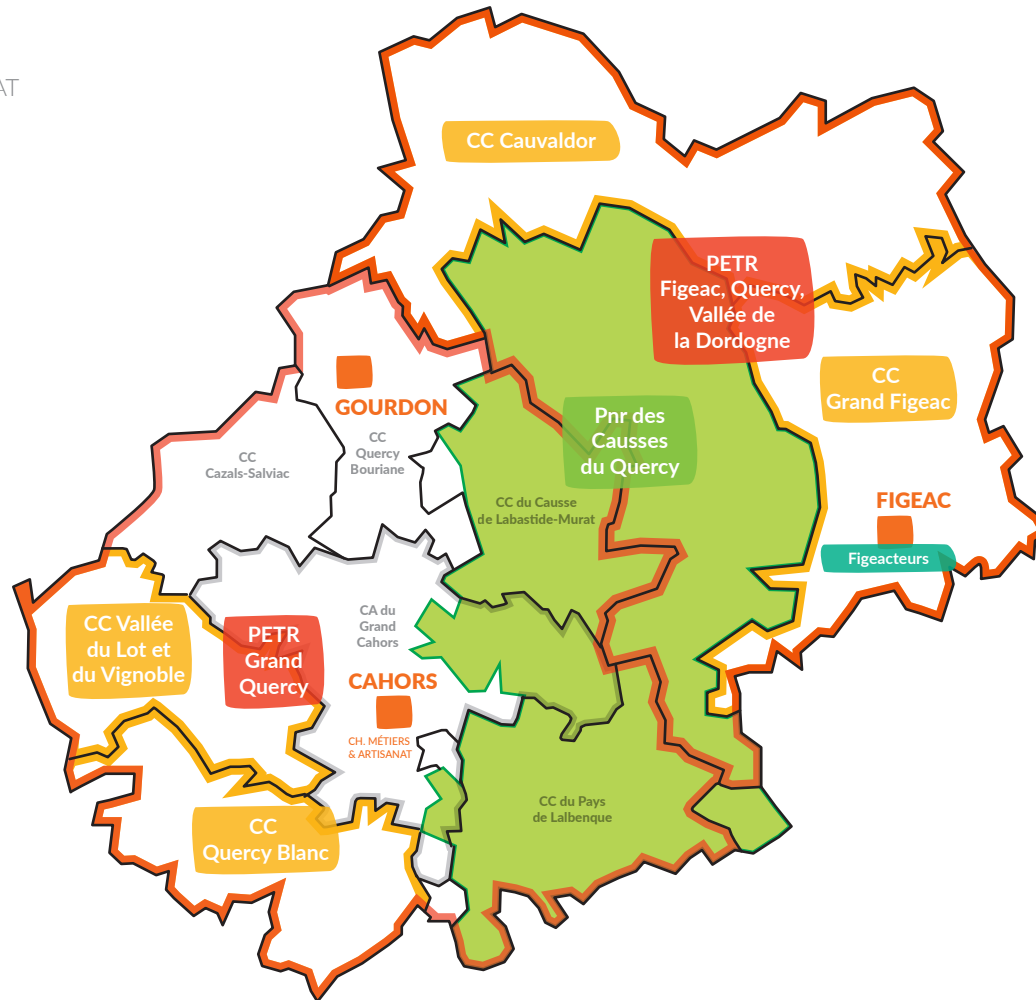 AT
CC Cauvaldor
PETR
Figeac, Quercy,
Vallée de
la Dordogne
CC
Grand Figeac
GOURDON
CC
Quercy
Bouriane
CC
Cazals-Salviac
Pnr des
Causses
du Quercy
CC du Causse
de Labastide-Murat
FIGEAC
Figeacteurs
CC Vallée
du Lot et
du Vignoble
PETR
Grand
Quercy
CA du
Grand
Cahors
CAHORS
CH. MÉTIERS
& ARTISANAT
CC du Pays
de Lalbenque
CC
Quercy Blanc